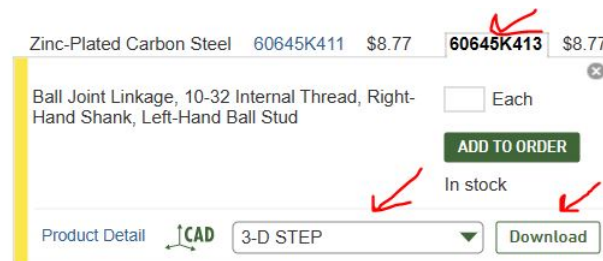 Zinc-Plated Carbon Steel 60645K411 $8.77 60645K413 $8.77
Ball Joint Linkage, 10-32 Internal Thread, Right-
Hand Shank, Left-Hand Ball Stud
Each
ADD TO ORDER
In stock
Product Detail CAD 3-D STEP Download